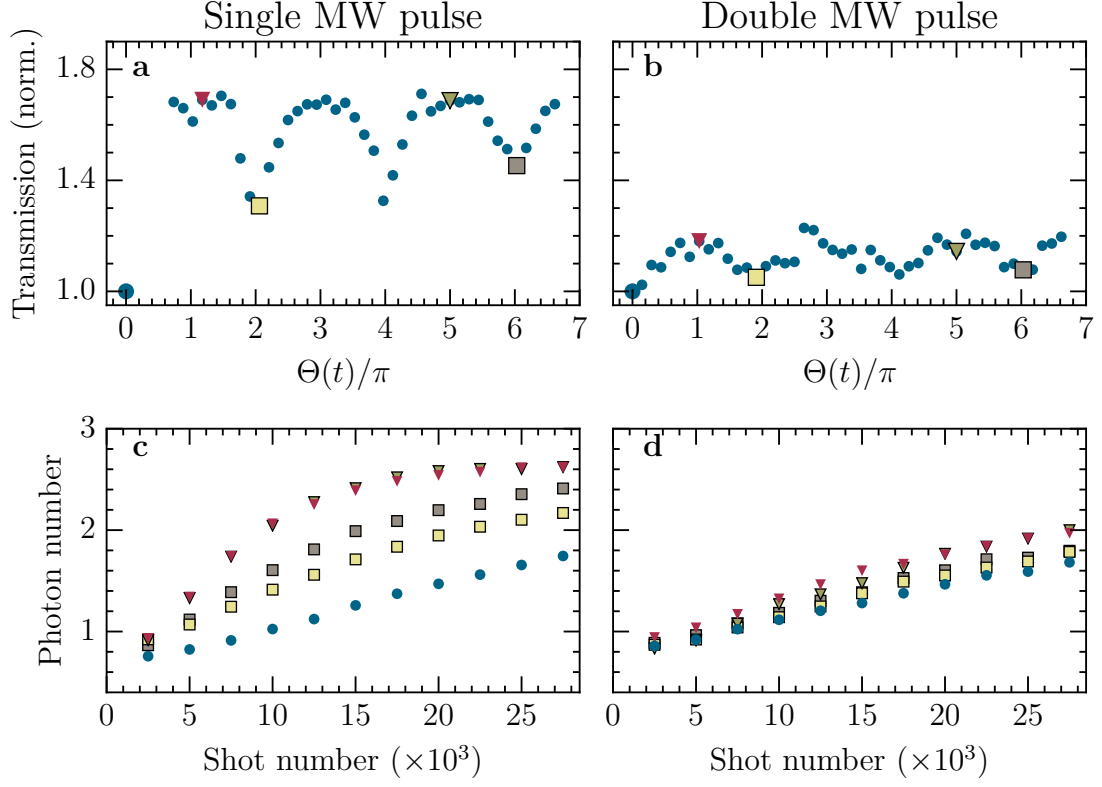 Single MW pulse
Double MW pulse
a
b
Transmission (norm.)
1.8
1.4
1.0
0 1 2 3 4 5 6 7
0 1 2 3 4 5 6 7
Θ(t)/π
Θ(t)/π
c
d
Photon number
3
2
1
0 5 10 15 20 25
0 5 10 15 20 25
Shot number (×10³)
Shot number (×10³)